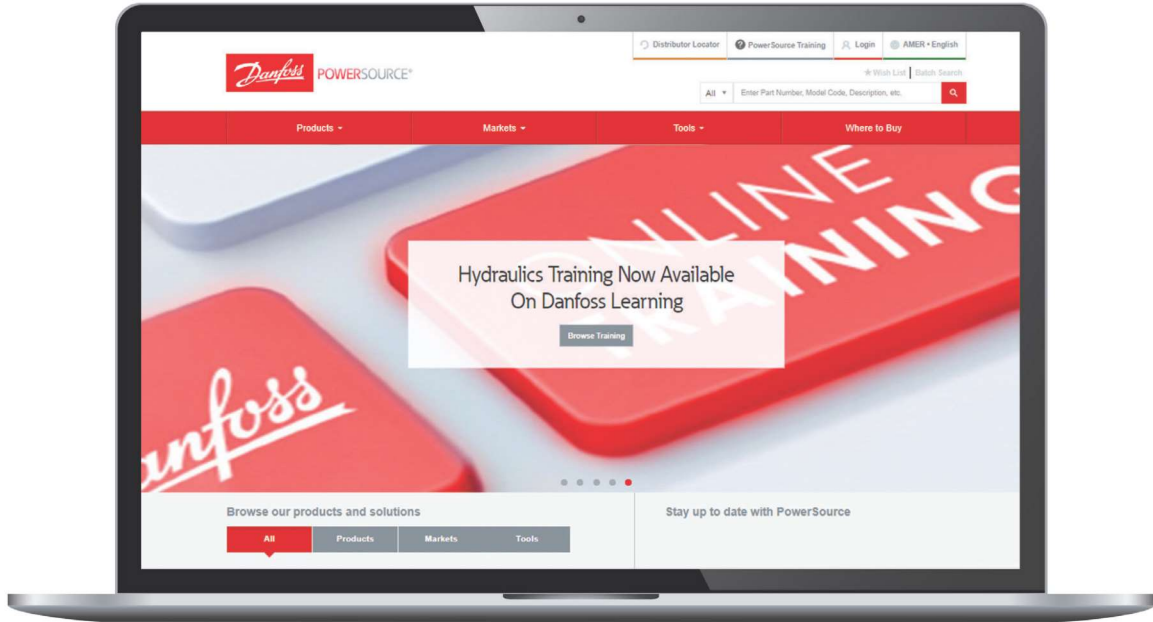 Distributor Locator PowerSource Training Login AMER • English
Danfoss POWERSOURCE®
Wish List Batch Search
All Enter Part Number, Model Code, Description, etc.
Products Markets Tools Where to Buy
ONLINE
TRAINING
Hydraulics Training Now Available
On Danfoss Learning
Browse Training
Danfoss
Browse our products and solutions
Stay up to date with PowerSource
All Products Markets Tools